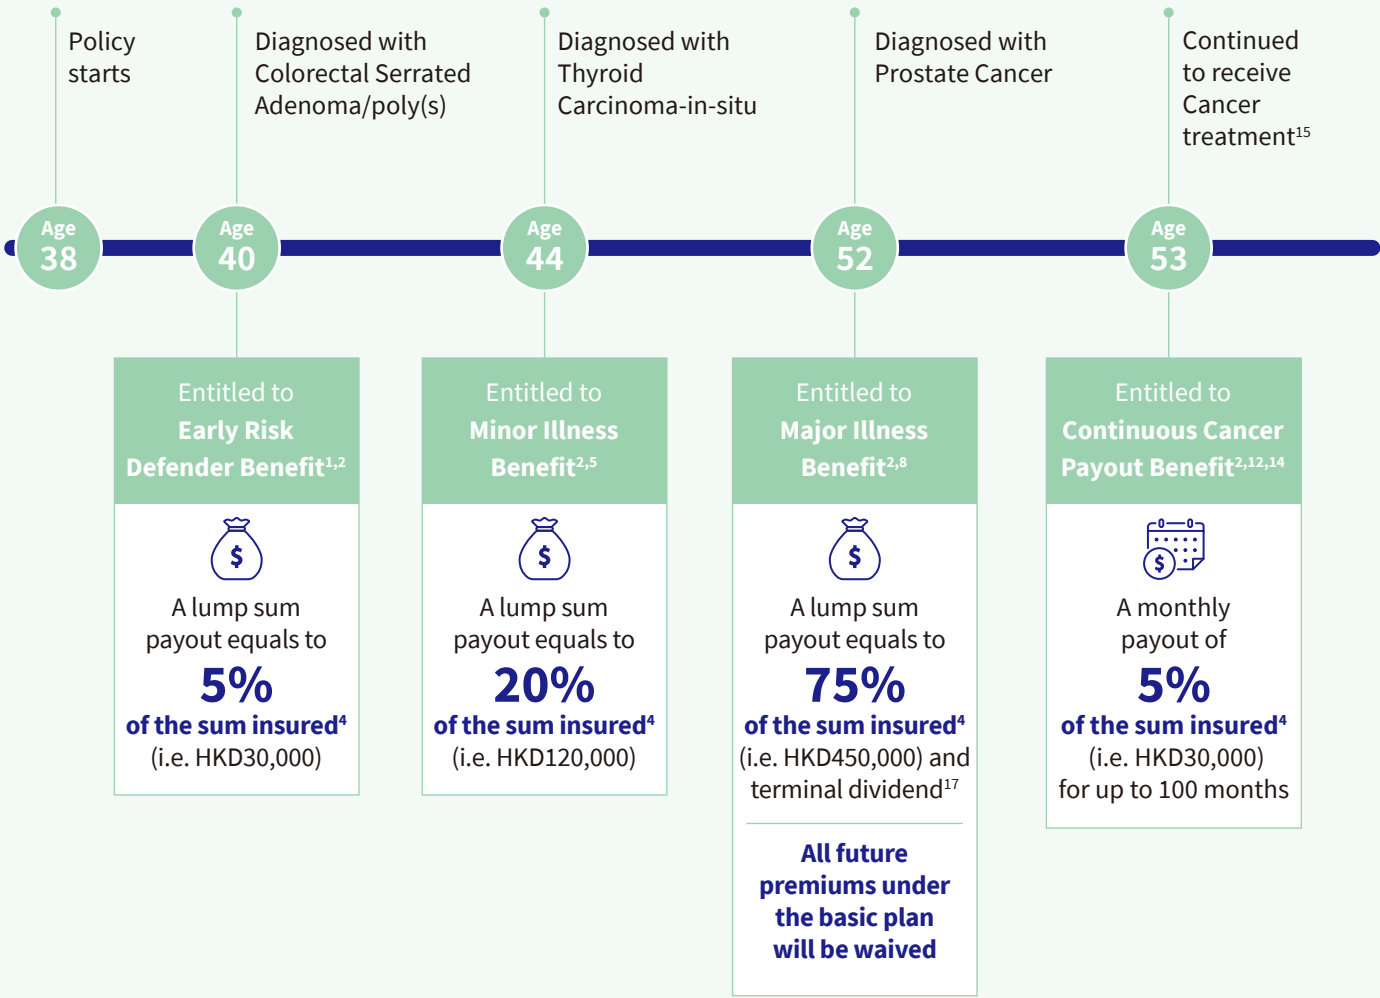 Policy
starts
Diagnosed with
Colorectal Serrated
Adenoma/poly(s)
Diagnosed with
Thyroid
Carcinoma-in-situ
Diagnosed with
Prostate Cancer
Continued
to receive
Cancer
treatment15
Age
38
Age
40
Age
44
Age
52
Age
53
Entitled to
Early Risk
Defender Benefit1,2
$
A lump sum
payout equals to
5%
of the sum insured4
(i.e. HKD30,000)
Entitled to
Minor Illness
Benefit2,5
$
A lump sum
payout equals to
20%
of the sum insured4
(i.e. HKD120,000)
Entitled to
Major Illness
Benefit2,8
$
A lump sum
payout equals to
75%
of the sum insured4
(i.e. HKD450,000) and
terminal dividend17
All future
premiums under
the basic plan
will be waived
Entitled to
Continuous Cancer
Payout Benefit2,12,14
$
A monthly
payout of
5%
of the sum insured4
(i.e. HKD30,000)
for up to 100 months